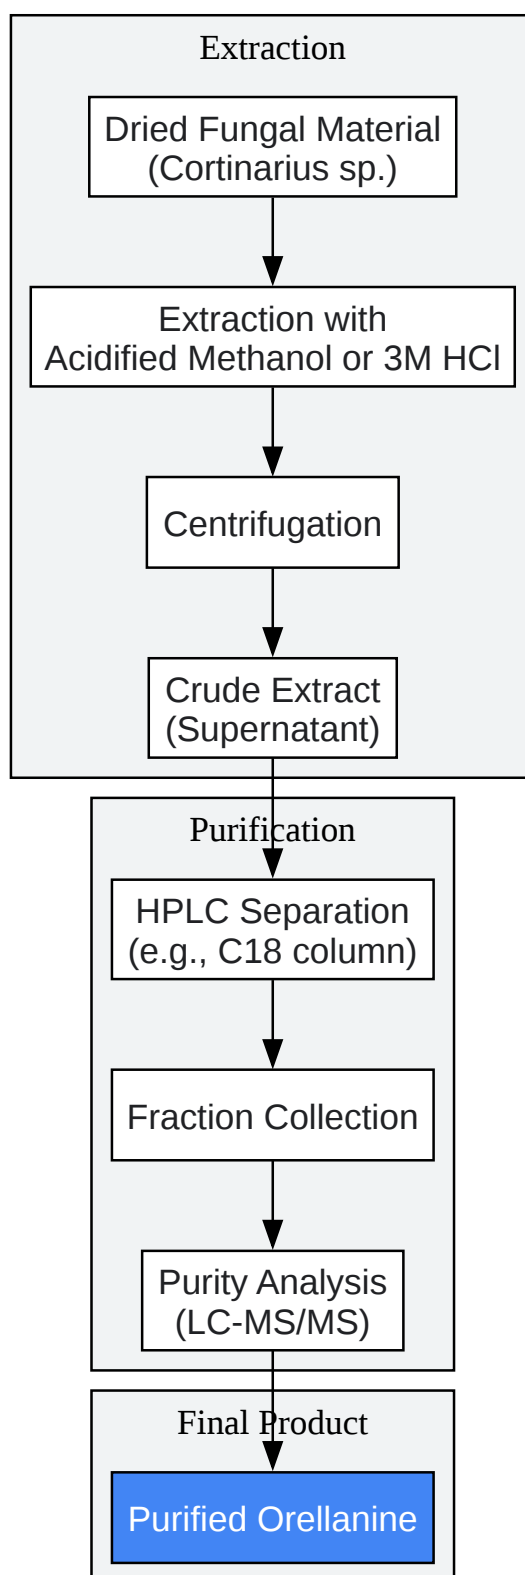 Extraction
Dried Fungal Material
(Cortinarius sp.)
Extraction with
Acidified Methanol or 3M HCl
Centrifugation
Crude Extract
(Supernatant)
Purification
HPLC Separation
(e.g., C18 column)
Fraction Collection
Purity Analysis
(LC-MS/MS)
Final Product
Purified Orellanine